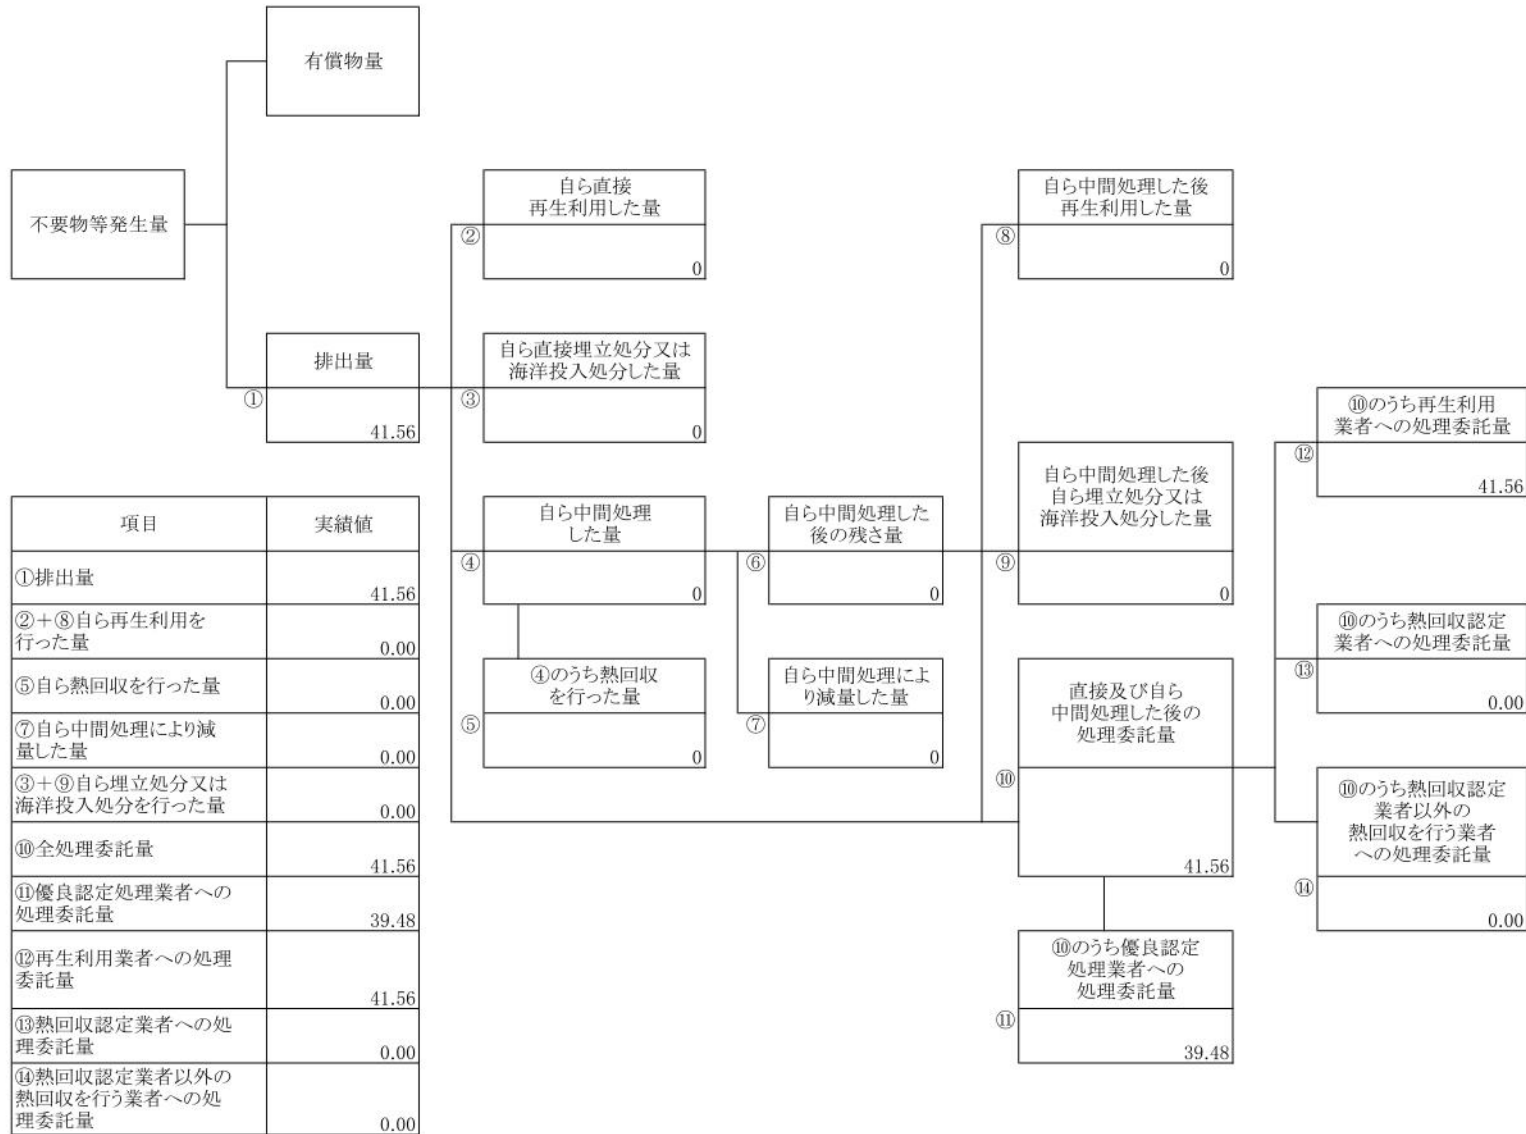 有償物量
不要物等発生量
自ら直接
再生利用した量
②
0
自ら中間処理した後
再生利用した量
⑧
0
排出量
①
41.56
自ら直接埋立処分又は
海洋投入処分した量
③
0
⑩のうち再生利用
業者への処理委託量
⑫
41.56
自ら中間処理
した量
④
0
自ら中間処理した
後の残さ量
⑥
0
自ら中間処理した後
自ら埋立処分又は
海洋投入処分した量
⑨
0
④のうち熱回収
を行った量
⑤
0
自ら中間処理によ
り減量した量
⑦
0
直接及び自ら
中間処理した後の
処理委託量
⑩
41.56
⑩のうち熱回収認定
業者への処理委託量
⑬
0.00
⑩のうち熱回収認定
業者以外の
熱回収を行う業者
への処理委託量
⑭
0.00
⑩のうち優良認定
処理業者への
処理委託量
⑪
39.48
項目
実績値
①排出量
41.56
②+⑧自ら再生利用を
行った量
0.00
⑤自ら熱回収を行った量
0.00
⑦自ら中間処理により減
量した量
0.00
③+⑨自ら埋立処分又は
海洋投入処分を行った量
0.00
⑩全処理委託量
41.56
⑪優良認定処理業者への
処理委託量
39.48
⑫再生利用業者への処理
委託量
41.56
⑬熱回収認定業者への処
理委託量
0.00
⑭熱回収認定業者以外の
熱回収を行う業者への処
理委託量
0.00